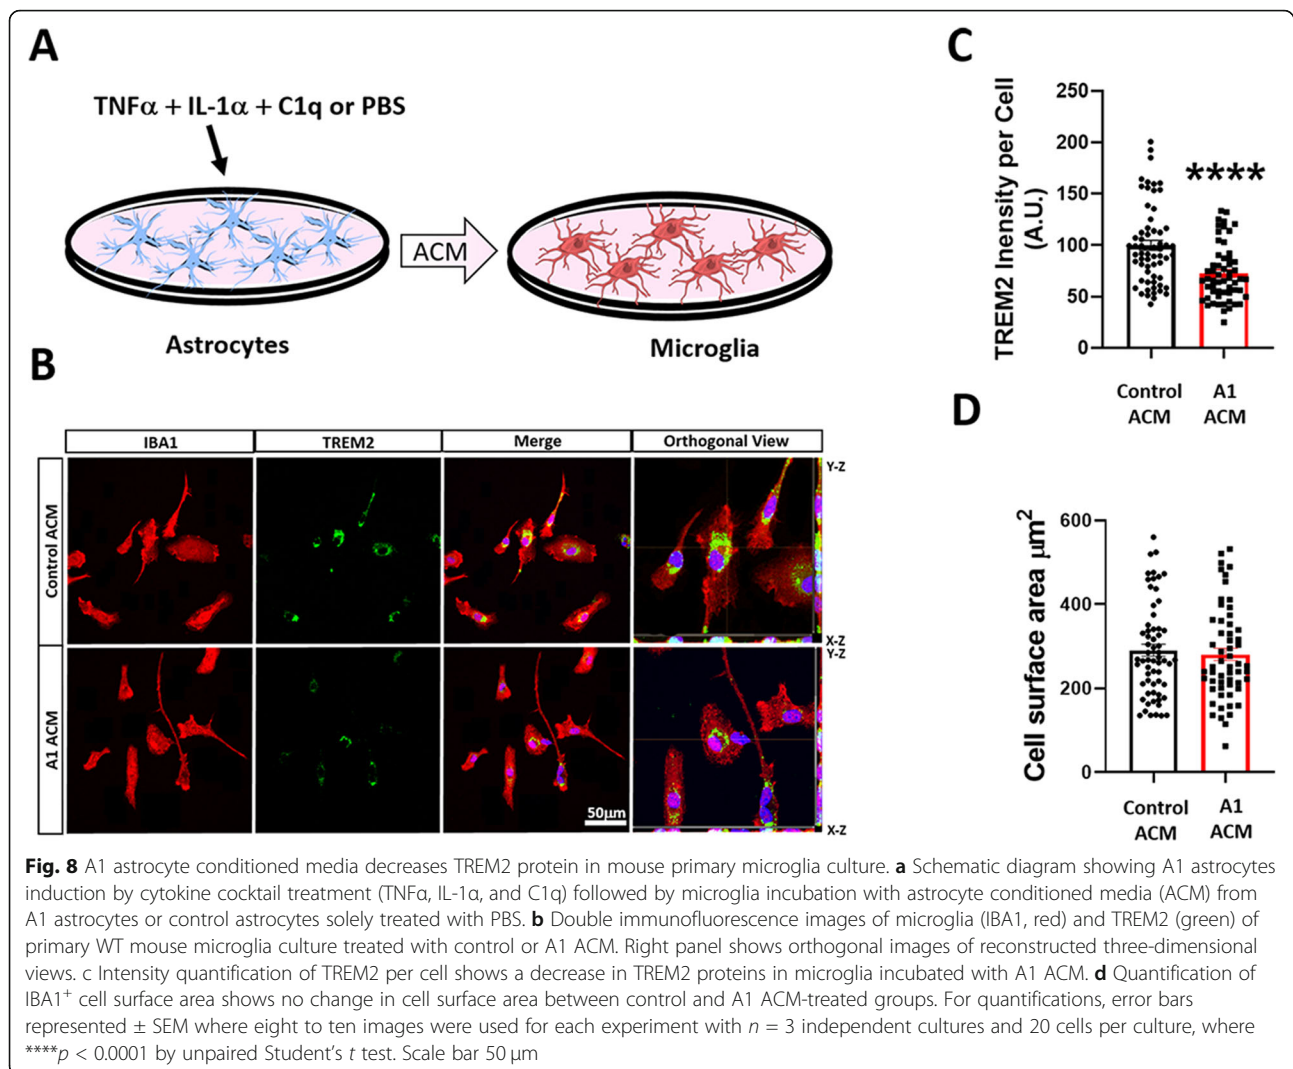 A
TNFα + IL-1α + C1q or PBS
ACM
Astrocytes
Microglia
B
IBA1
TREM2
Merge
Orthogonal View
Control ACM
A1 ACM
Y-Z
X-Z
Y-Z
X-Z
50μm
C
TREM2 Inensity per Cell
(A.U.)
250
200
150
100
50
0
****
Control
ACM
A1
ACM
D
Cell surface area μm²
600
400
200
0
Control
ACM
A1
ACM
Fig. 8 A1 astrocyte conditioned media decreases TREM2 protein in mouse primary microglia culture. a Schematic diagram showing A1 astrocytes
induction by cytokine cocktail treatment (TNFα, IL-1α, and C1q) followed by microglia incubation with astrocyte conditioned media (ACM) from
A1 astrocytes or control astrocytes solely treated with PBS. b Double immunofluorescence images of microglia (IBA1, red) and TREM2 (green) of
primary WT mouse microglia culture treated with control or A1 ACM. Right panel shows orthogonal images of reconstructed three-dimensional
views. c Intensity quantification of TREM2 per cell shows a decrease in TREM2 proteins in microglia incubated with A1 ACM. d Quantification of
IBA1⁺ cell surface area shows no change in cell surface area between control and A1 ACM-treated groups. For quantifications, error bars
represented ± SEM where eight to ten images were used for each experiment with n = 3 independent cultures and 20 cells per culture, where
****p < 0.0001 by unpaired Student's t test. Scale bar 50 μm